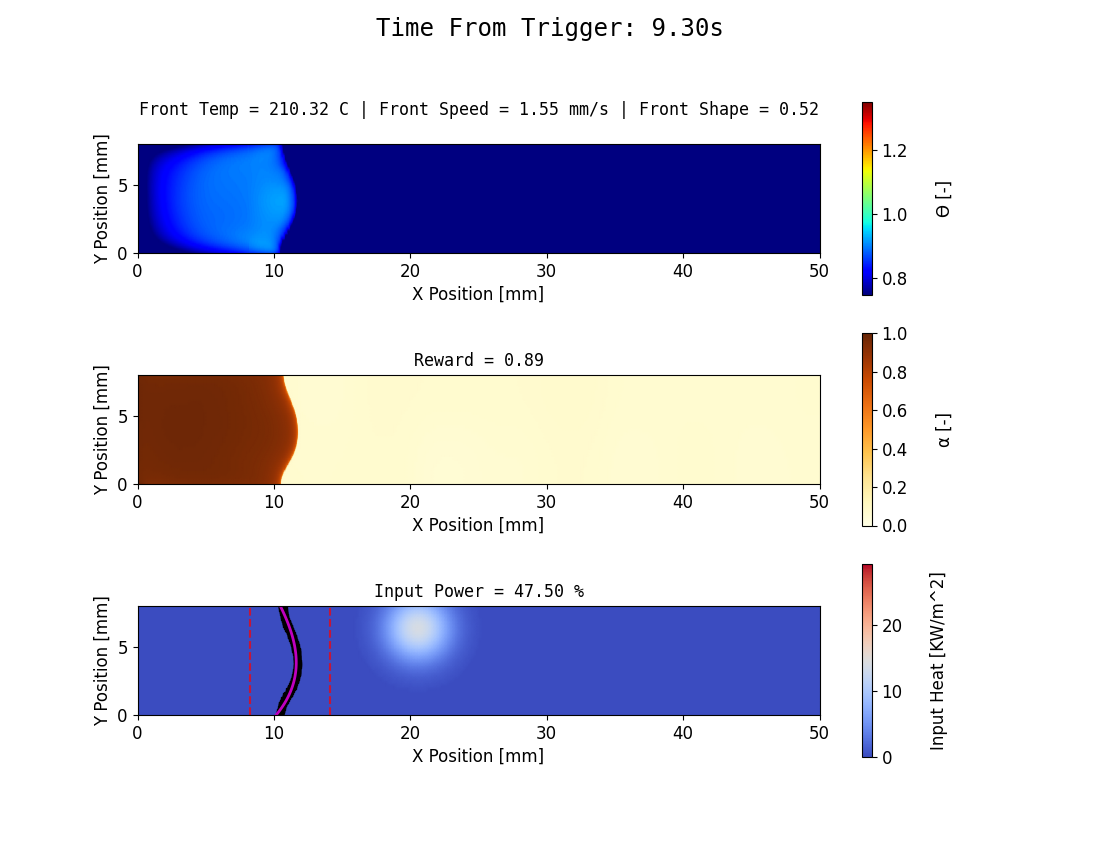 Time From Trigger: 9.30s
Front Temp = 210.32 C | Front Speed = 1.55 mm/s | Front Shape = 0.52
Y Position [mm]
5
0
0 10 20 30 40 50
X Position [mm]
1.2
1.0
0.8
Θ [-]
Reward = 0.89
Y Position [mm]
5
0
0 10 20 30 40 50
X Position [mm]
1.0
0.8
0.6
0.4
0.2
0.0
α [-]
Input Power = 47.50 %
Y Position [mm]
5
0
0 10 20 30 40 50
X Position [mm]
20
10
0
Input Heat [KW/m^2]